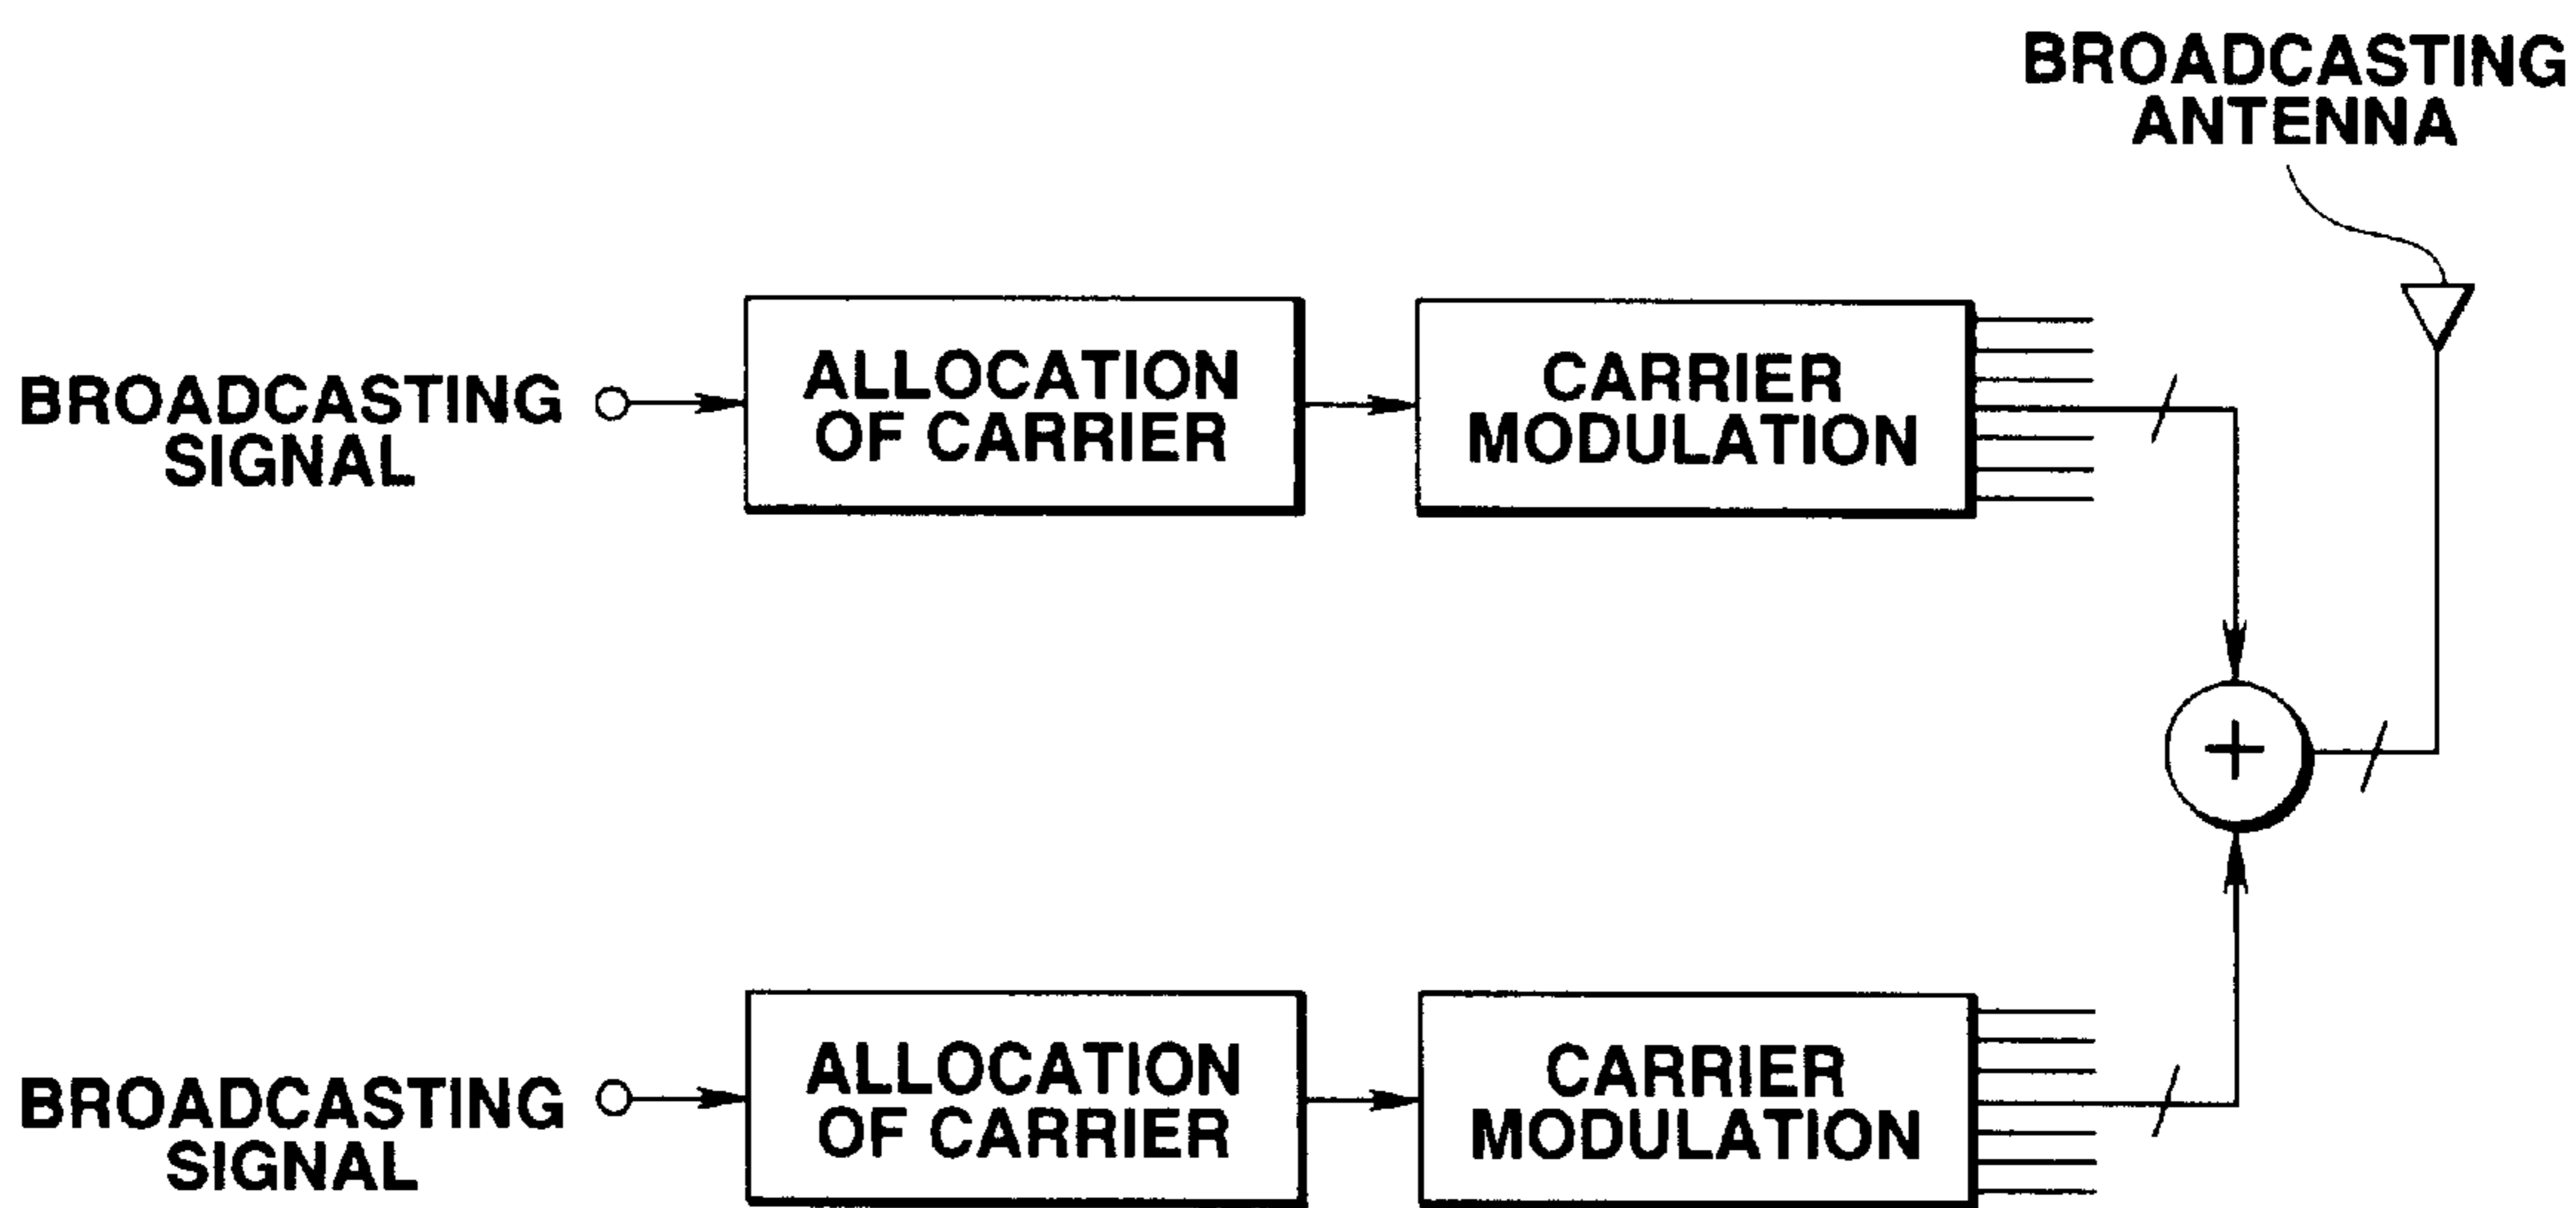 BROADCASTING
ANTENNA
BROADCASTING
SIGNAL
ALLOCATION
OF CARRIER
CARRIER
MODULATION
+
BROADCASTING
SIGNAL
ALLOCATION
OF CARRIER
CARRIER
MODULATION